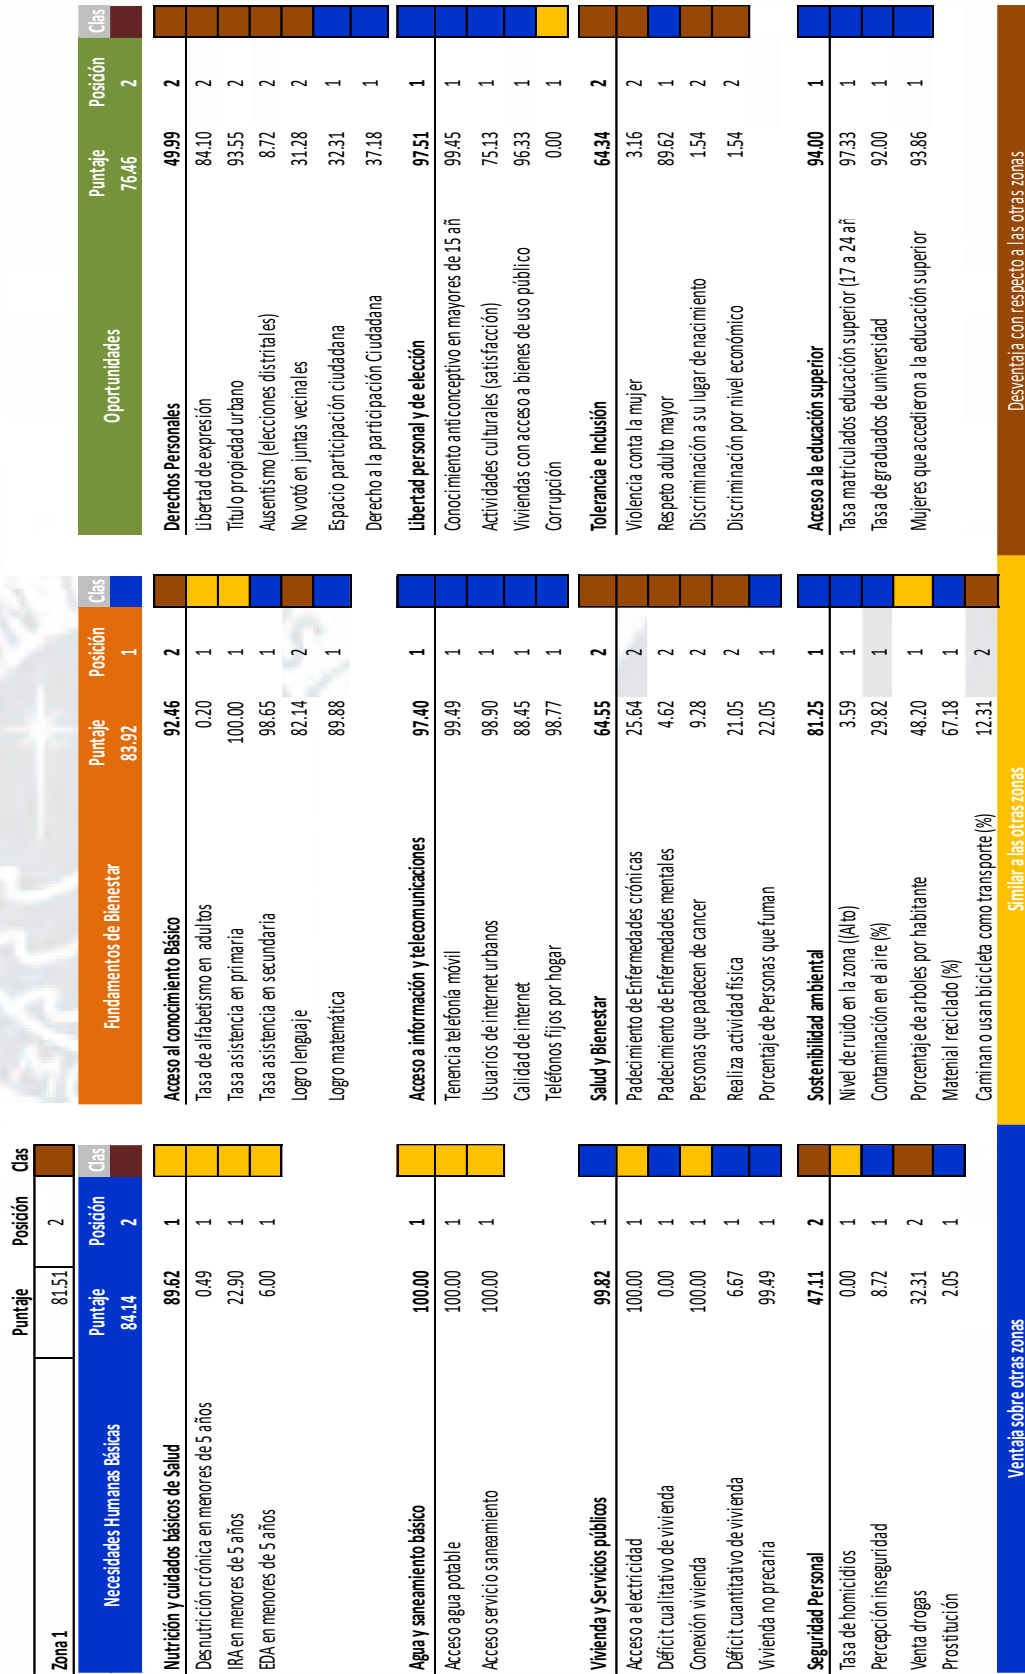 Puntaje Posición Clas
Zona 1 81.51 2
Necesidades Humanas Básicas Puntaje Posición Clas
84.14 2
Nutrición y cuidados básicos de Salud 89.62 1
Desnutrición crónica en menores de 5 años 0.49 1
IRA en menores de 5 años 22.90 1
EDA en menores de 5 años 6.00 1
Agua y saneamiento básico 100.00 1
Acceso agua potable 100.00 1
Acceso servicio saneamiento 100.00 1
Vivienda y Servicios públicos 99.82 1
Acceso a electricidad 100.00 1
Déficit cualitativo de vivienda 0.00 1
Conexión vivienda 100.00 1
Déficit cuantitativo de vivienda 6.67 1
Vivienda no precaria 99.49 1
Seguridad Personal 47.11 2
Tasa de homicidios 0.00 1
Percepción inseguridad 8.72 1
Venta drogas 32.31 2
Prostitución 2.05 1
Fundamentos de Bienestar Puntaje Posición Clas
83.92 1
Acceso al conocimiento Básico 92.46 2
Tasa de alfabetismo en adultos 0.20 1
Tasa asistencia en primaria 100.00 1
Tasa asistencia en secundaria 98.65 1
Logro lenguaje 82.14 2
Logro matemática 89.88 1
Acceso a información y telecomunicaciones 97.40 1
Tenencia telefonía móvil 99.49 1
Usuarios de internet urbanos 98.90 1
Calidad de internet 88.45 1
Teléfonos fijos por hogar 98.77 1
Salud y Bienestar 64.55 2
Padecimiento de Enfermedades crónicas 25.64 2
Padecimiento de Enfermedades mentales 4.62 2
Personas que padecen de cancer 9.28 2
Realiza actividad física 21.05 2
Porcentaje de Personas que fuman 22.05 1
Sostenibilidad ambiental 81.25 1
Nivel de ruido en la zona ((Alto) 3.59 1
Contaminación en el aire (%) 29.82 1
Porcentaje de arboles por habitante 48.20 1
Material reciclado (%) 67.18 1
Caminan o usan bicicleta como transporte (%) 12.31 2
Oportunidades Puntaje Posición Clas
76.46 2
Derechos Personales 49.99 2
Libertad de expresión 84.10 2
Título propiedad urbano 93.55 2
Ausentismo (elecciones distritales) 8.72 2
No votó en juntas vecinales 31.28 2
Espacio participación ciudadana 32.31 1
Derecho a la participación Ciudadana 37.18 1
Libertad personal y de elección 97.51 1
Conocimiento anticonceptivo en mayores de 15 añ 99.45 1
Actividades culturales (satisfacción) 75.13 1
Viviendas con acceso a bienes de uso público 96.33 1
Corrupción 0.00 1
Tolerancia e Inclusión 64.34 2
Violencia conta la mujer 3.16 2
Respeto adulto mayor 89.62 1
Discriminación a su lugar de nacimiento 1.54 2
Discriminación por nivel económico 1.54 2
Acceso a la educación superior 94.00 1
Tasa matriculados educación superior (17 a 24 añ 97.33 1
Tasa de graduados de universidad 92.00 1
Mujeres que accedieron a la educación superior 93.86 1
Ventaja sobre otras zonas
Similar a las otras zonas
Desventaja con respecto a las otras zonas